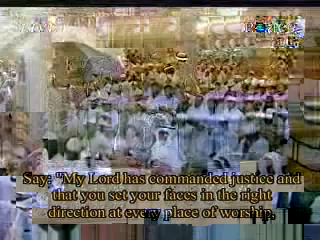 Say: "My Lord has commanded justice and
that you set your faces in the right
direction at every place of worship.